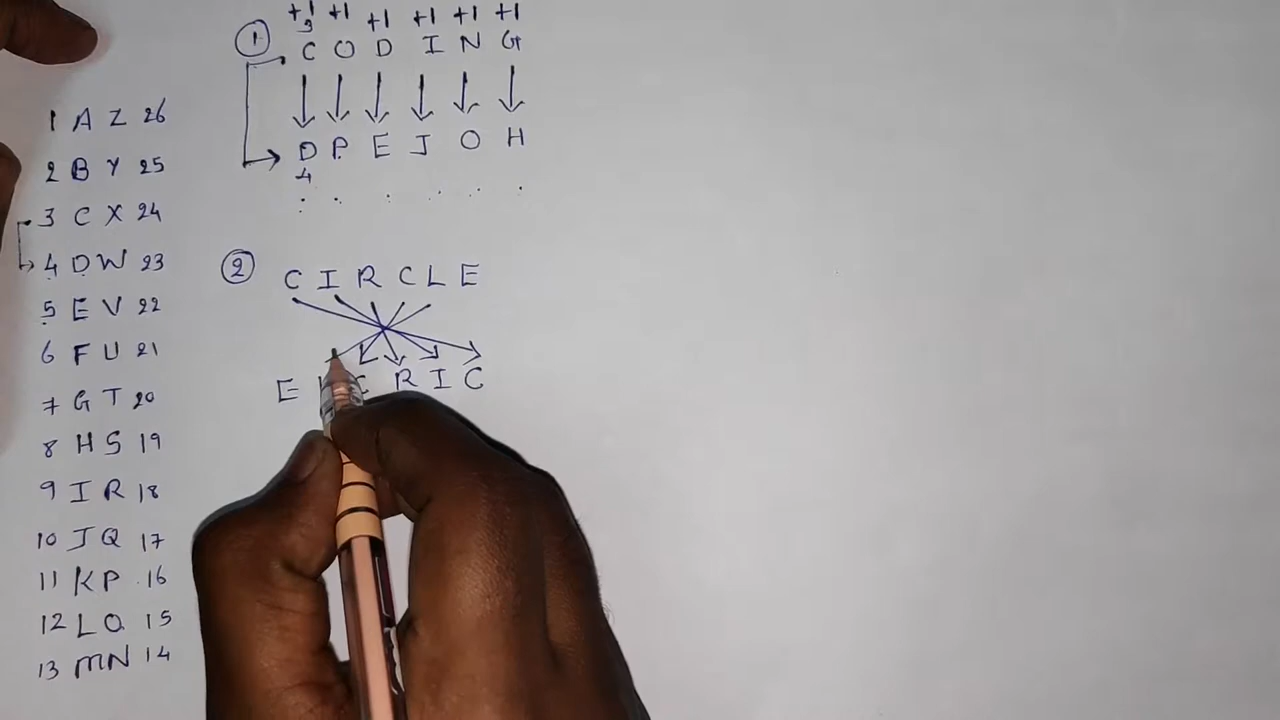 +1 +1 +1 +1 +1 +1
3
① C O D I N G
D P E J O H
4
1 A Z 26
2 B Y 25
3 C X 24
4 D W 23
5 E V 22
6 F U 21
7 G T 20
8 H S 19
9 I R 18
10 J Q 17
11 K P 16
12 L O 15
13 M N 14
② C I R C L E
E R I C